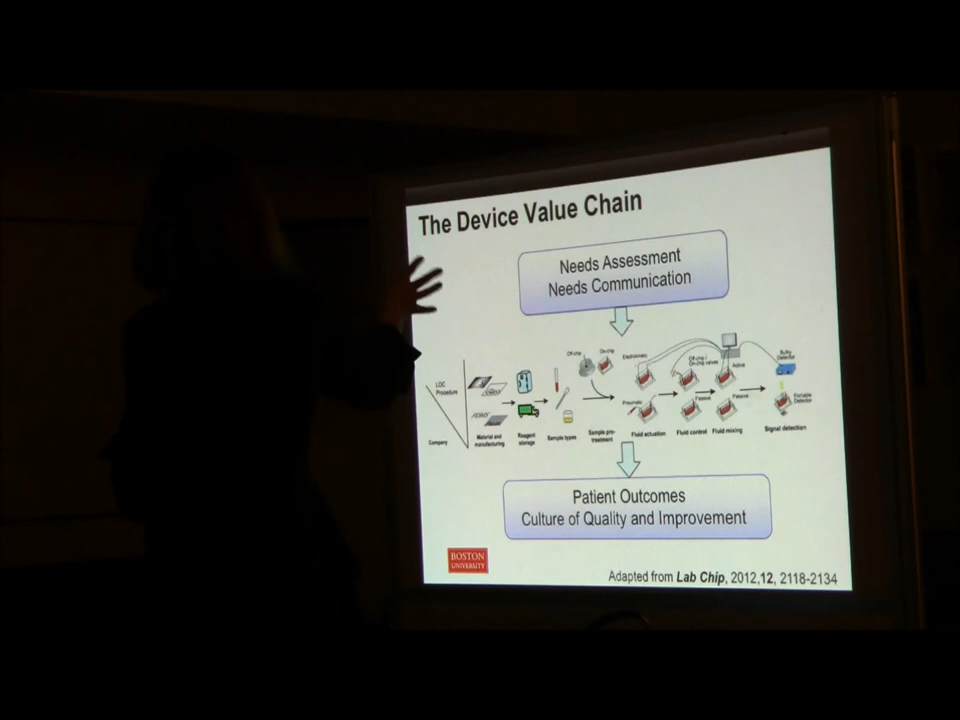 The Device Value Chain
Needs Assessment
Needs Communication
LOC
Procedure
Company
Material and
manufacturing
Reagent
storage
Sample types
Off-chip
On-chip
Sample pre-
treatment
Electrokinetic
Pneumatic
Fluid actuation
Off-chip /
On-chip valves
Passive
Fluid control
Active
Passive
Fluid mixing
Bulky
Detector
Portable
Detector
Signal detection
Patient Outcomes
Culture of Quality and Improvement
BOSTON
UNIVERSITY
Adapted from Lab Chip, 2012,12, 2118-2134